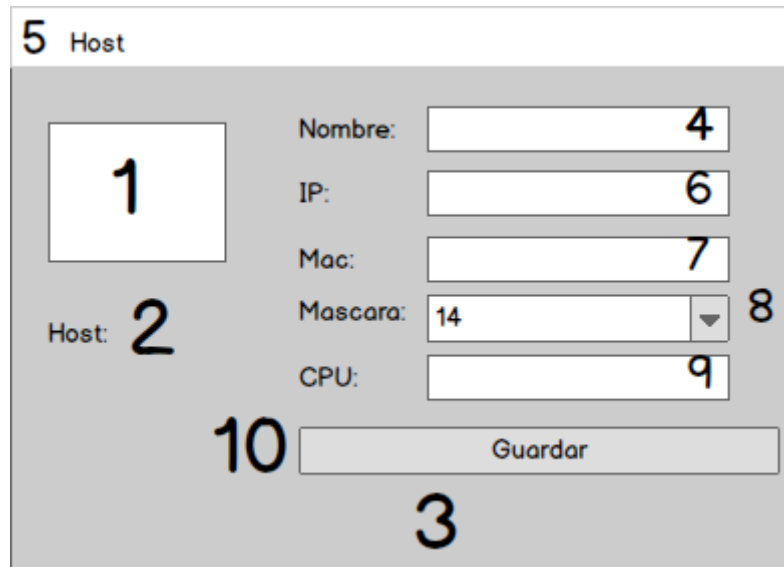 5 Host
Nombre: 4
1
IP: 6
Mac: 7
Mascara: 14 8
Host: 2
CPU: 9
10 Guardar
3